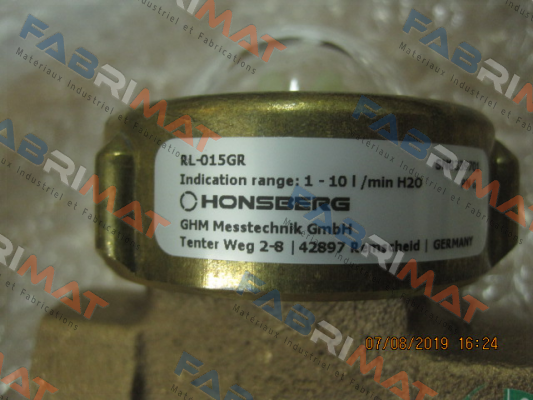 RL-015GR
Indication range: 1 - 10 l /min H20
HONSBERG
GHM Messtechnik GmbH
Tenter Weg 2-8 | 42897 Remscheid | GERMANY
07/08/2019 16:24
FABRIMAT
Materiaux Industriel et Fabrications